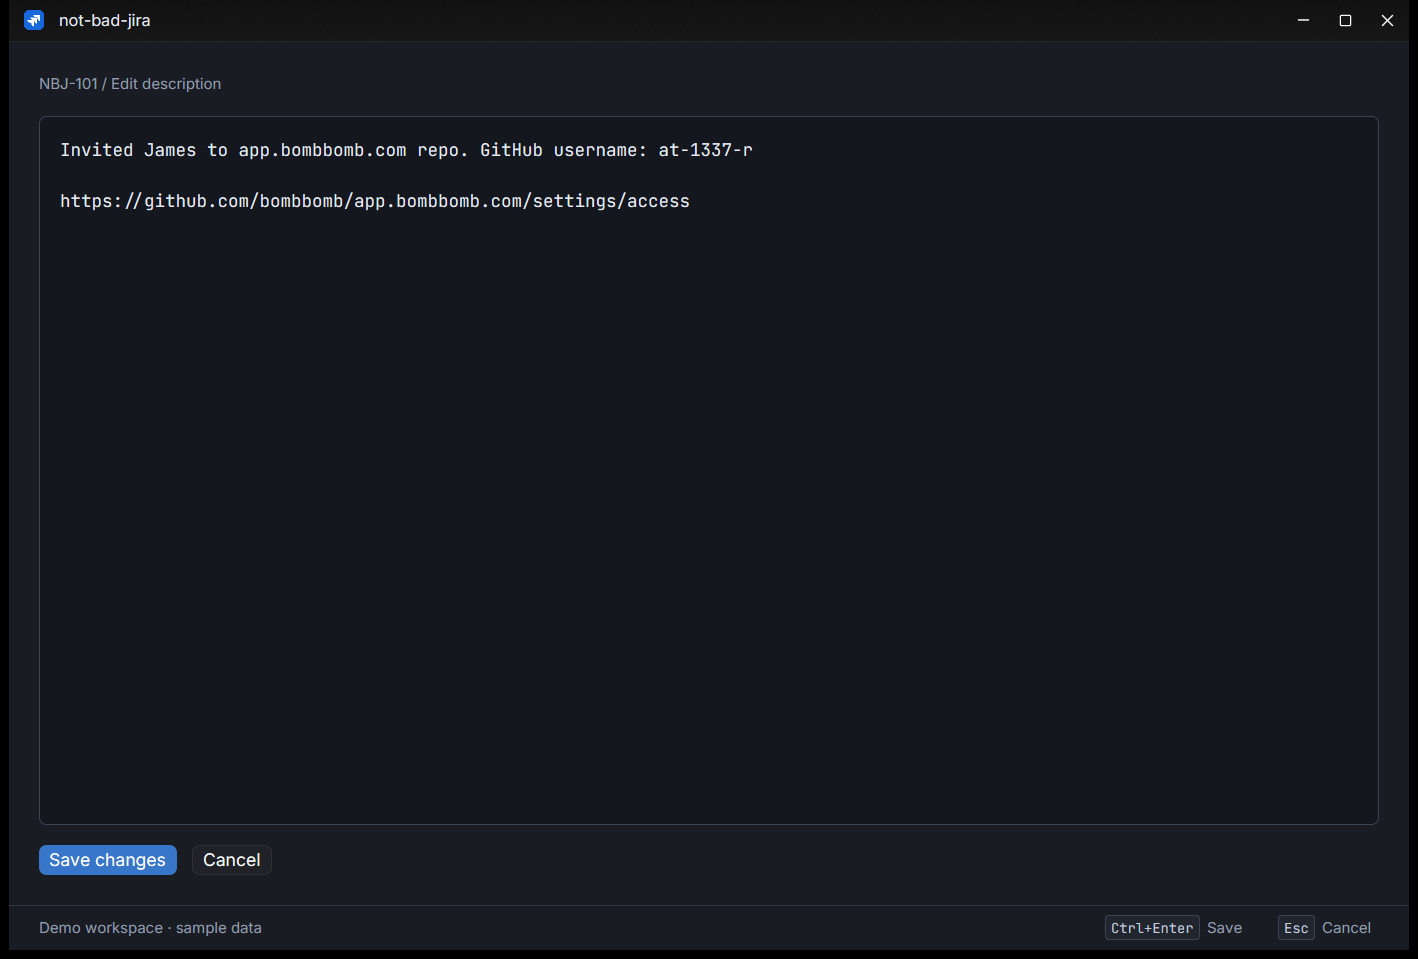 not-bad-jira
NBJ-101 / Edit description
Invited James to app.bombbomb.com repo. GitHub username: at-1337-r
https://github.com/bombbomb/app.bombbomb.com/settings/access
Save changes
Cancel
Demo workspace · sample data
Ctrl+Enter Save
Esc Cancel